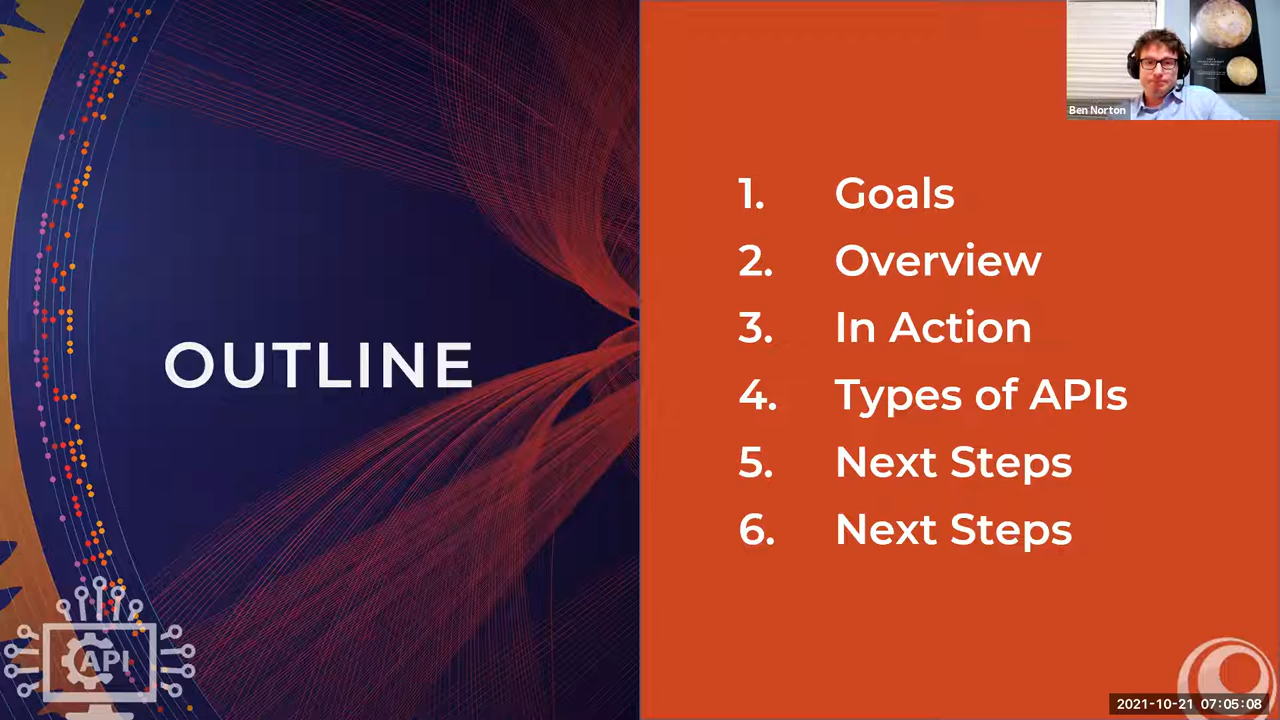 Ben Norton
OUTLINE
1. Goals
2. Overview
3. In Action
4. Types of APIs
5. Next Steps
6. Next Steps
API
2021-10-21 07:05:08